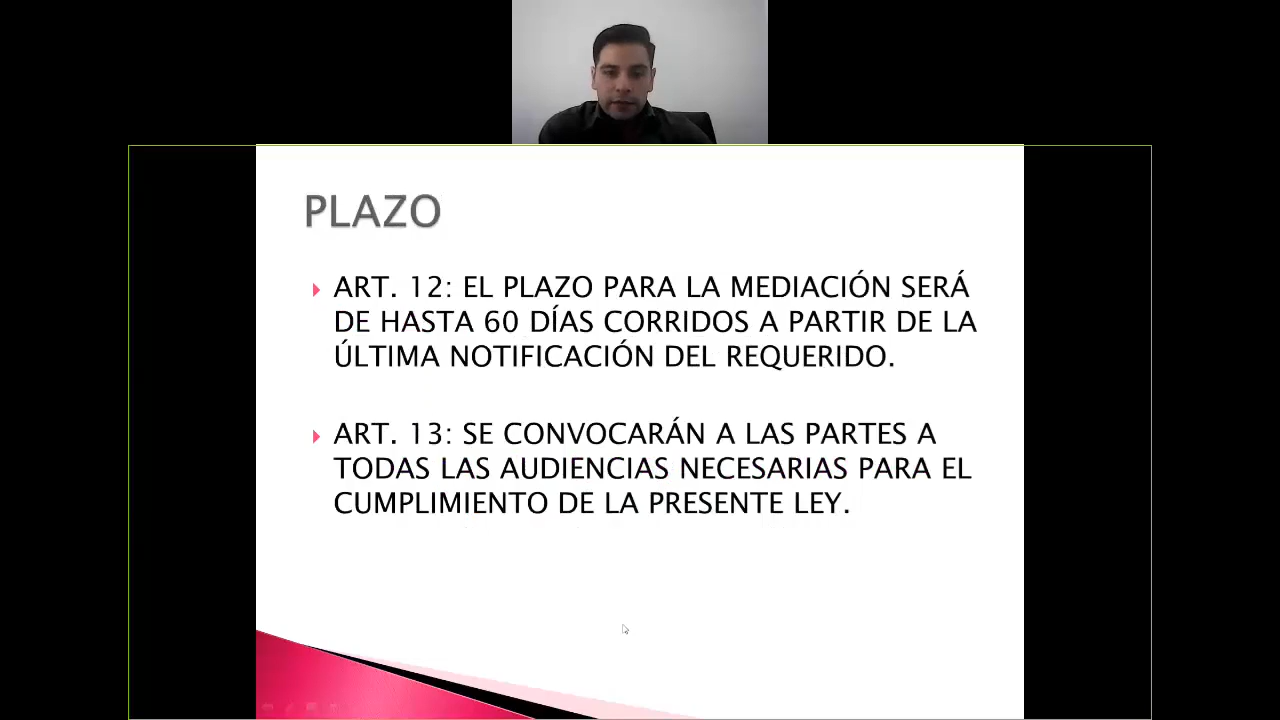 PLAZO
ART. 12: EL PLAZO PARA LA MEDIACIÓN SERÁ
DE HASTA 60 DÍAS CORRIDOS A PARTIR DE LA
ÚLTIMA NOTIFICACIÓN DEL REQUERIDO.
ART. 13: SE CONVOCARÁN A LAS PARTES A
TODAS LAS AUDIENCIAS NECESARIAS PARA EL
CUMPLIMIENTO DE LA PRESENTE LEY.